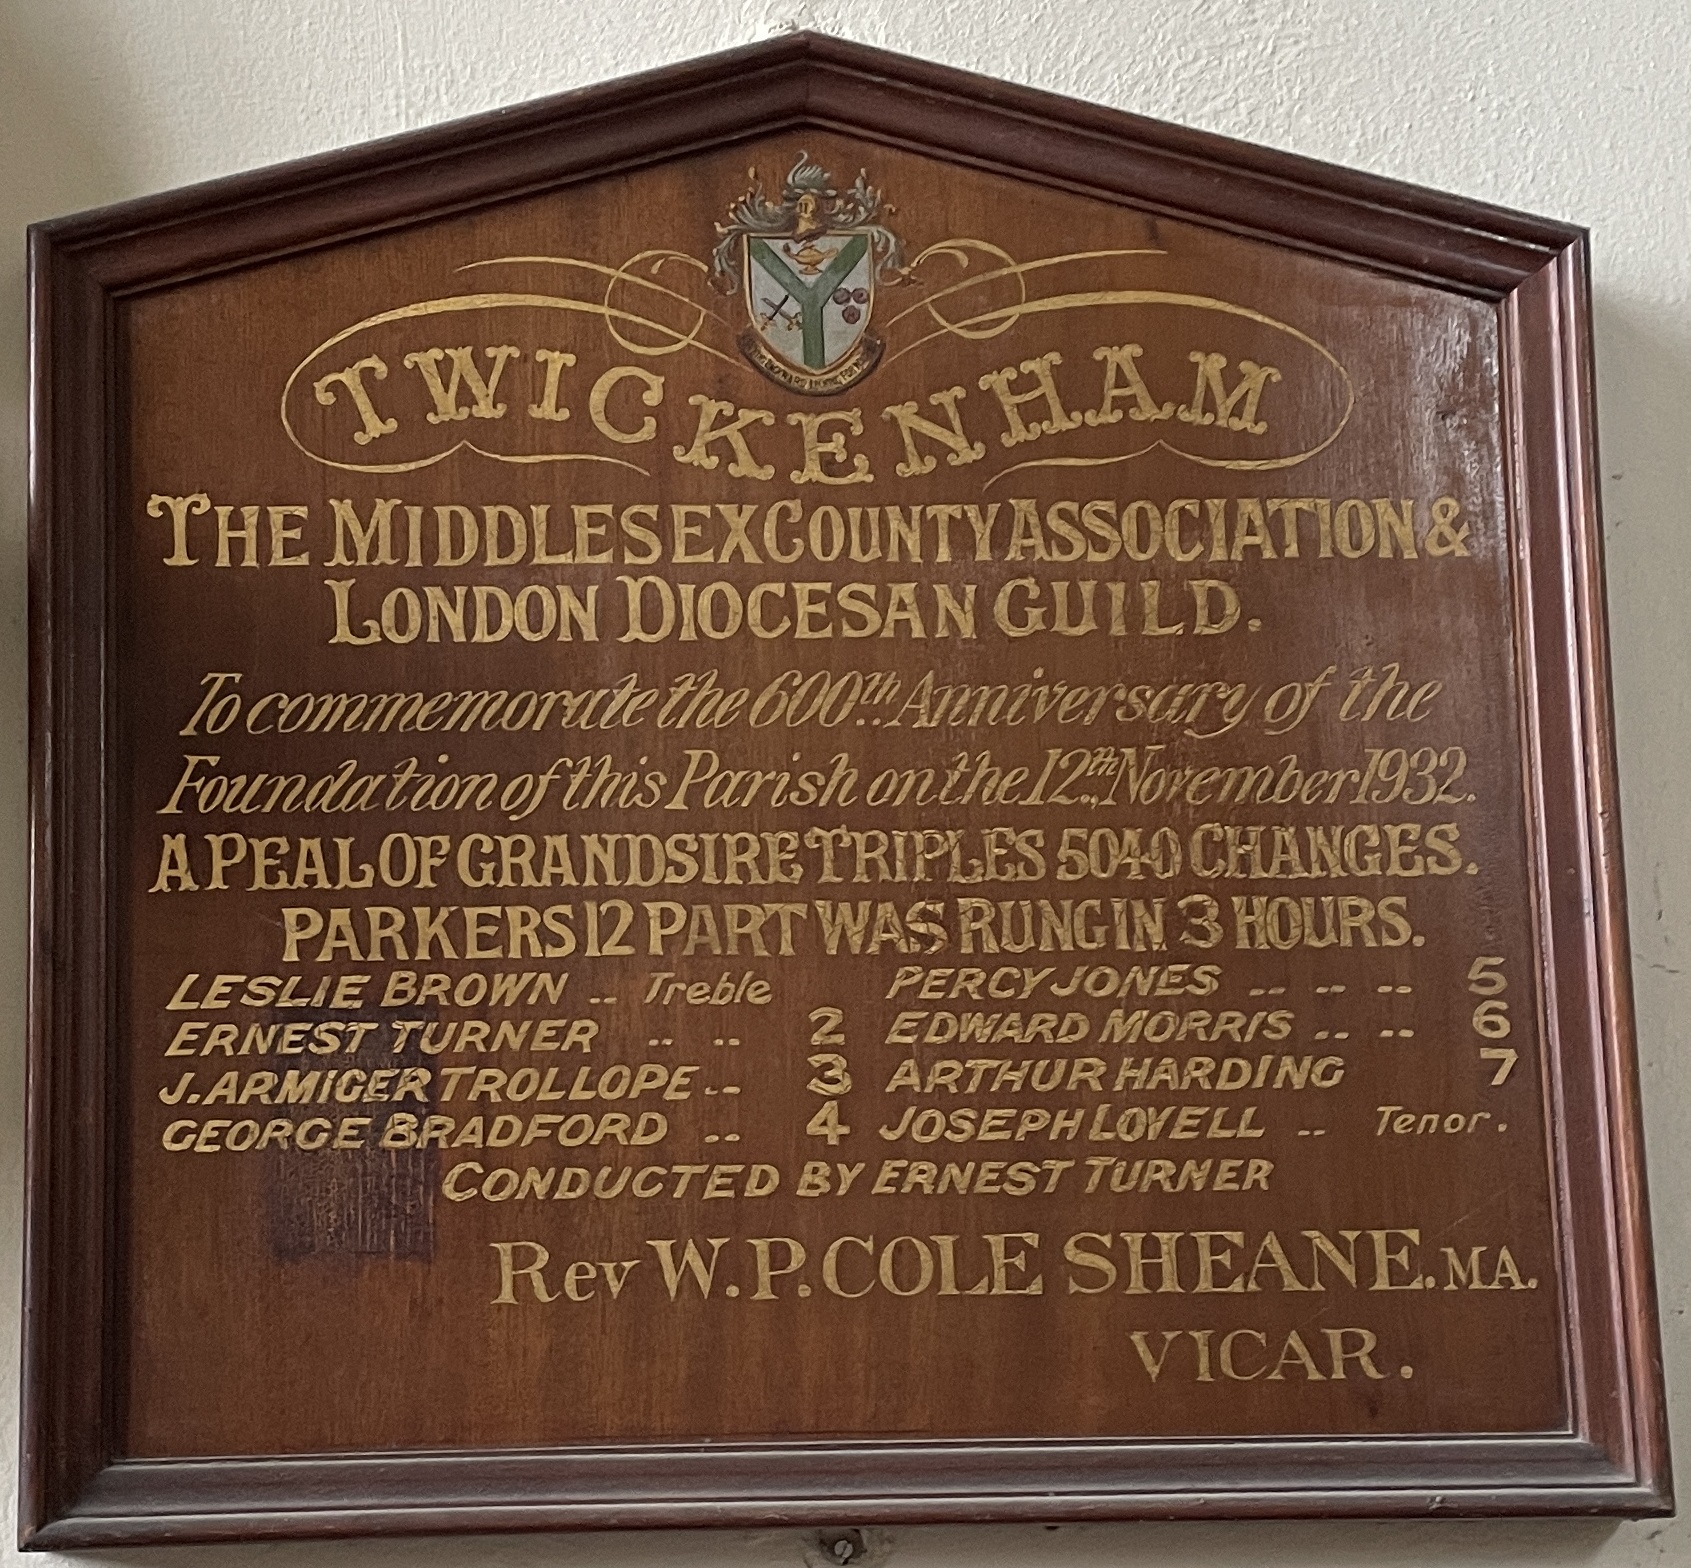 TWICKENHAM
THE MIDDLESEX COUNTY ASSOCIATION &
LONDON DIOCESAN GUILD.
To commemorate the 600th Anniversary of the
Foundation of this Parish on the 12th November 1932.
A PEAL OF GRANDSIRE TRIPLES 5040 CHANGES.
PARKERS 12 PART WAS RUNG IN 3 HOURS.
LESLIE BROWN .. Treble PERCY JONES .. .. .. 5
ERNEST TURNER .. .. 2 EDWARD MORRIS .. .. 6
J. ARMIGER TROLLOPE .. 3 ARTHUR HARDING 7
GEORGE BRADFORD .. 4 JOSEPH LOVELL .. Tenor.
CONDUCTED BY ERNEST TURNER
Rev W. P. COLE SHEANE. MA.
VICAR.